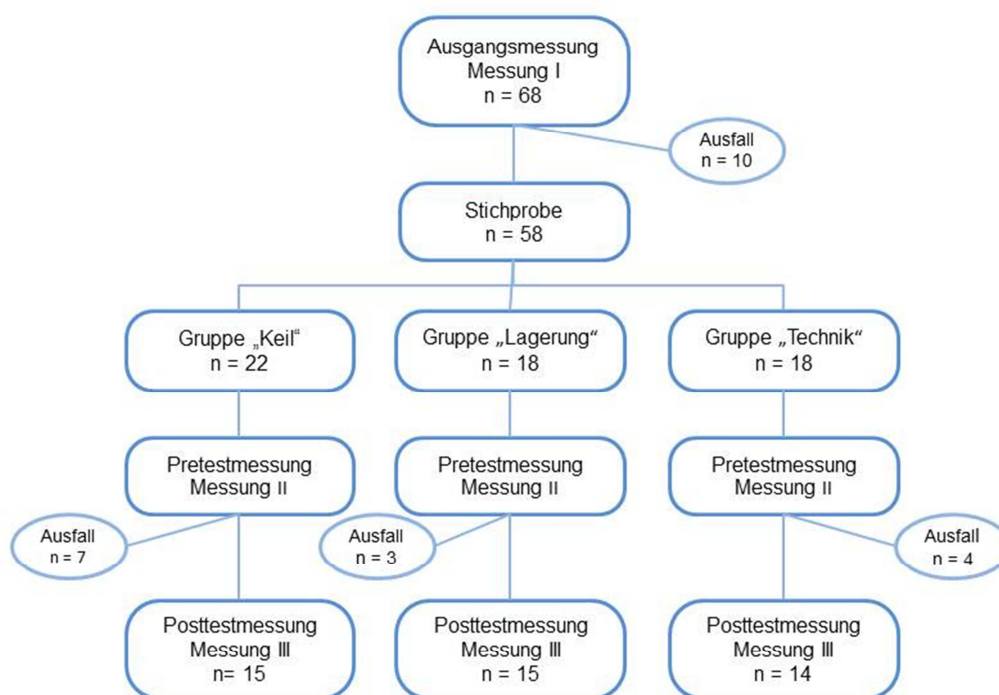 Ausgangsmessung
Messung I
n = 68
Ausfall
n = 10
Stichprobe
n = 58
Gruppe „Keil“
n = 22
Gruppe „Lagerung“
n = 18
Gruppe „Technik“
n = 18
Pretestmessung
Messung II
Pretestmessung
Messung II
Pretestmessung
Messung II
Ausfall
n = 7
Ausfall
n = 3
Ausfall
n = 4
Posttestmessung
Messung III
n= 15
Posttestmessung
Messung III
n = 15
Posttestmessung
Messung III
n = 14